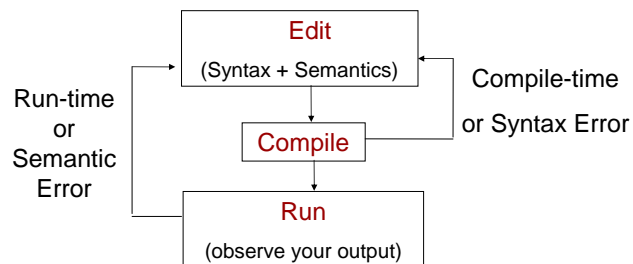 Edit
(Syntax + Semantics)
Run-time
or
Semantic
Error
Compile-time
or Syntax Error
Compile
Run
(observe your output)